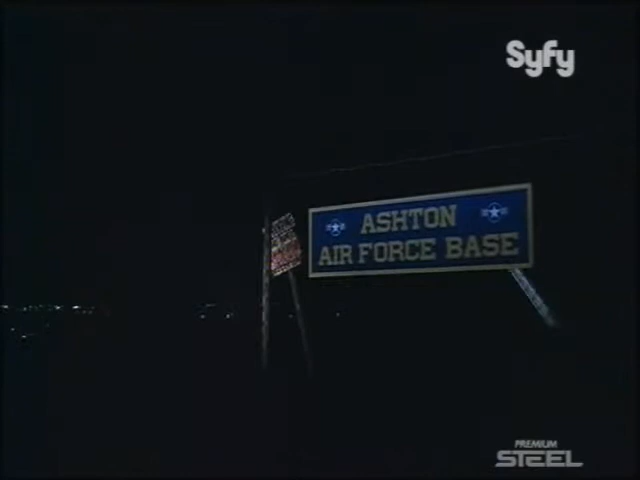 Syfy
ASHTON
AIR FORCE BASE
PREMIUM
STEEL